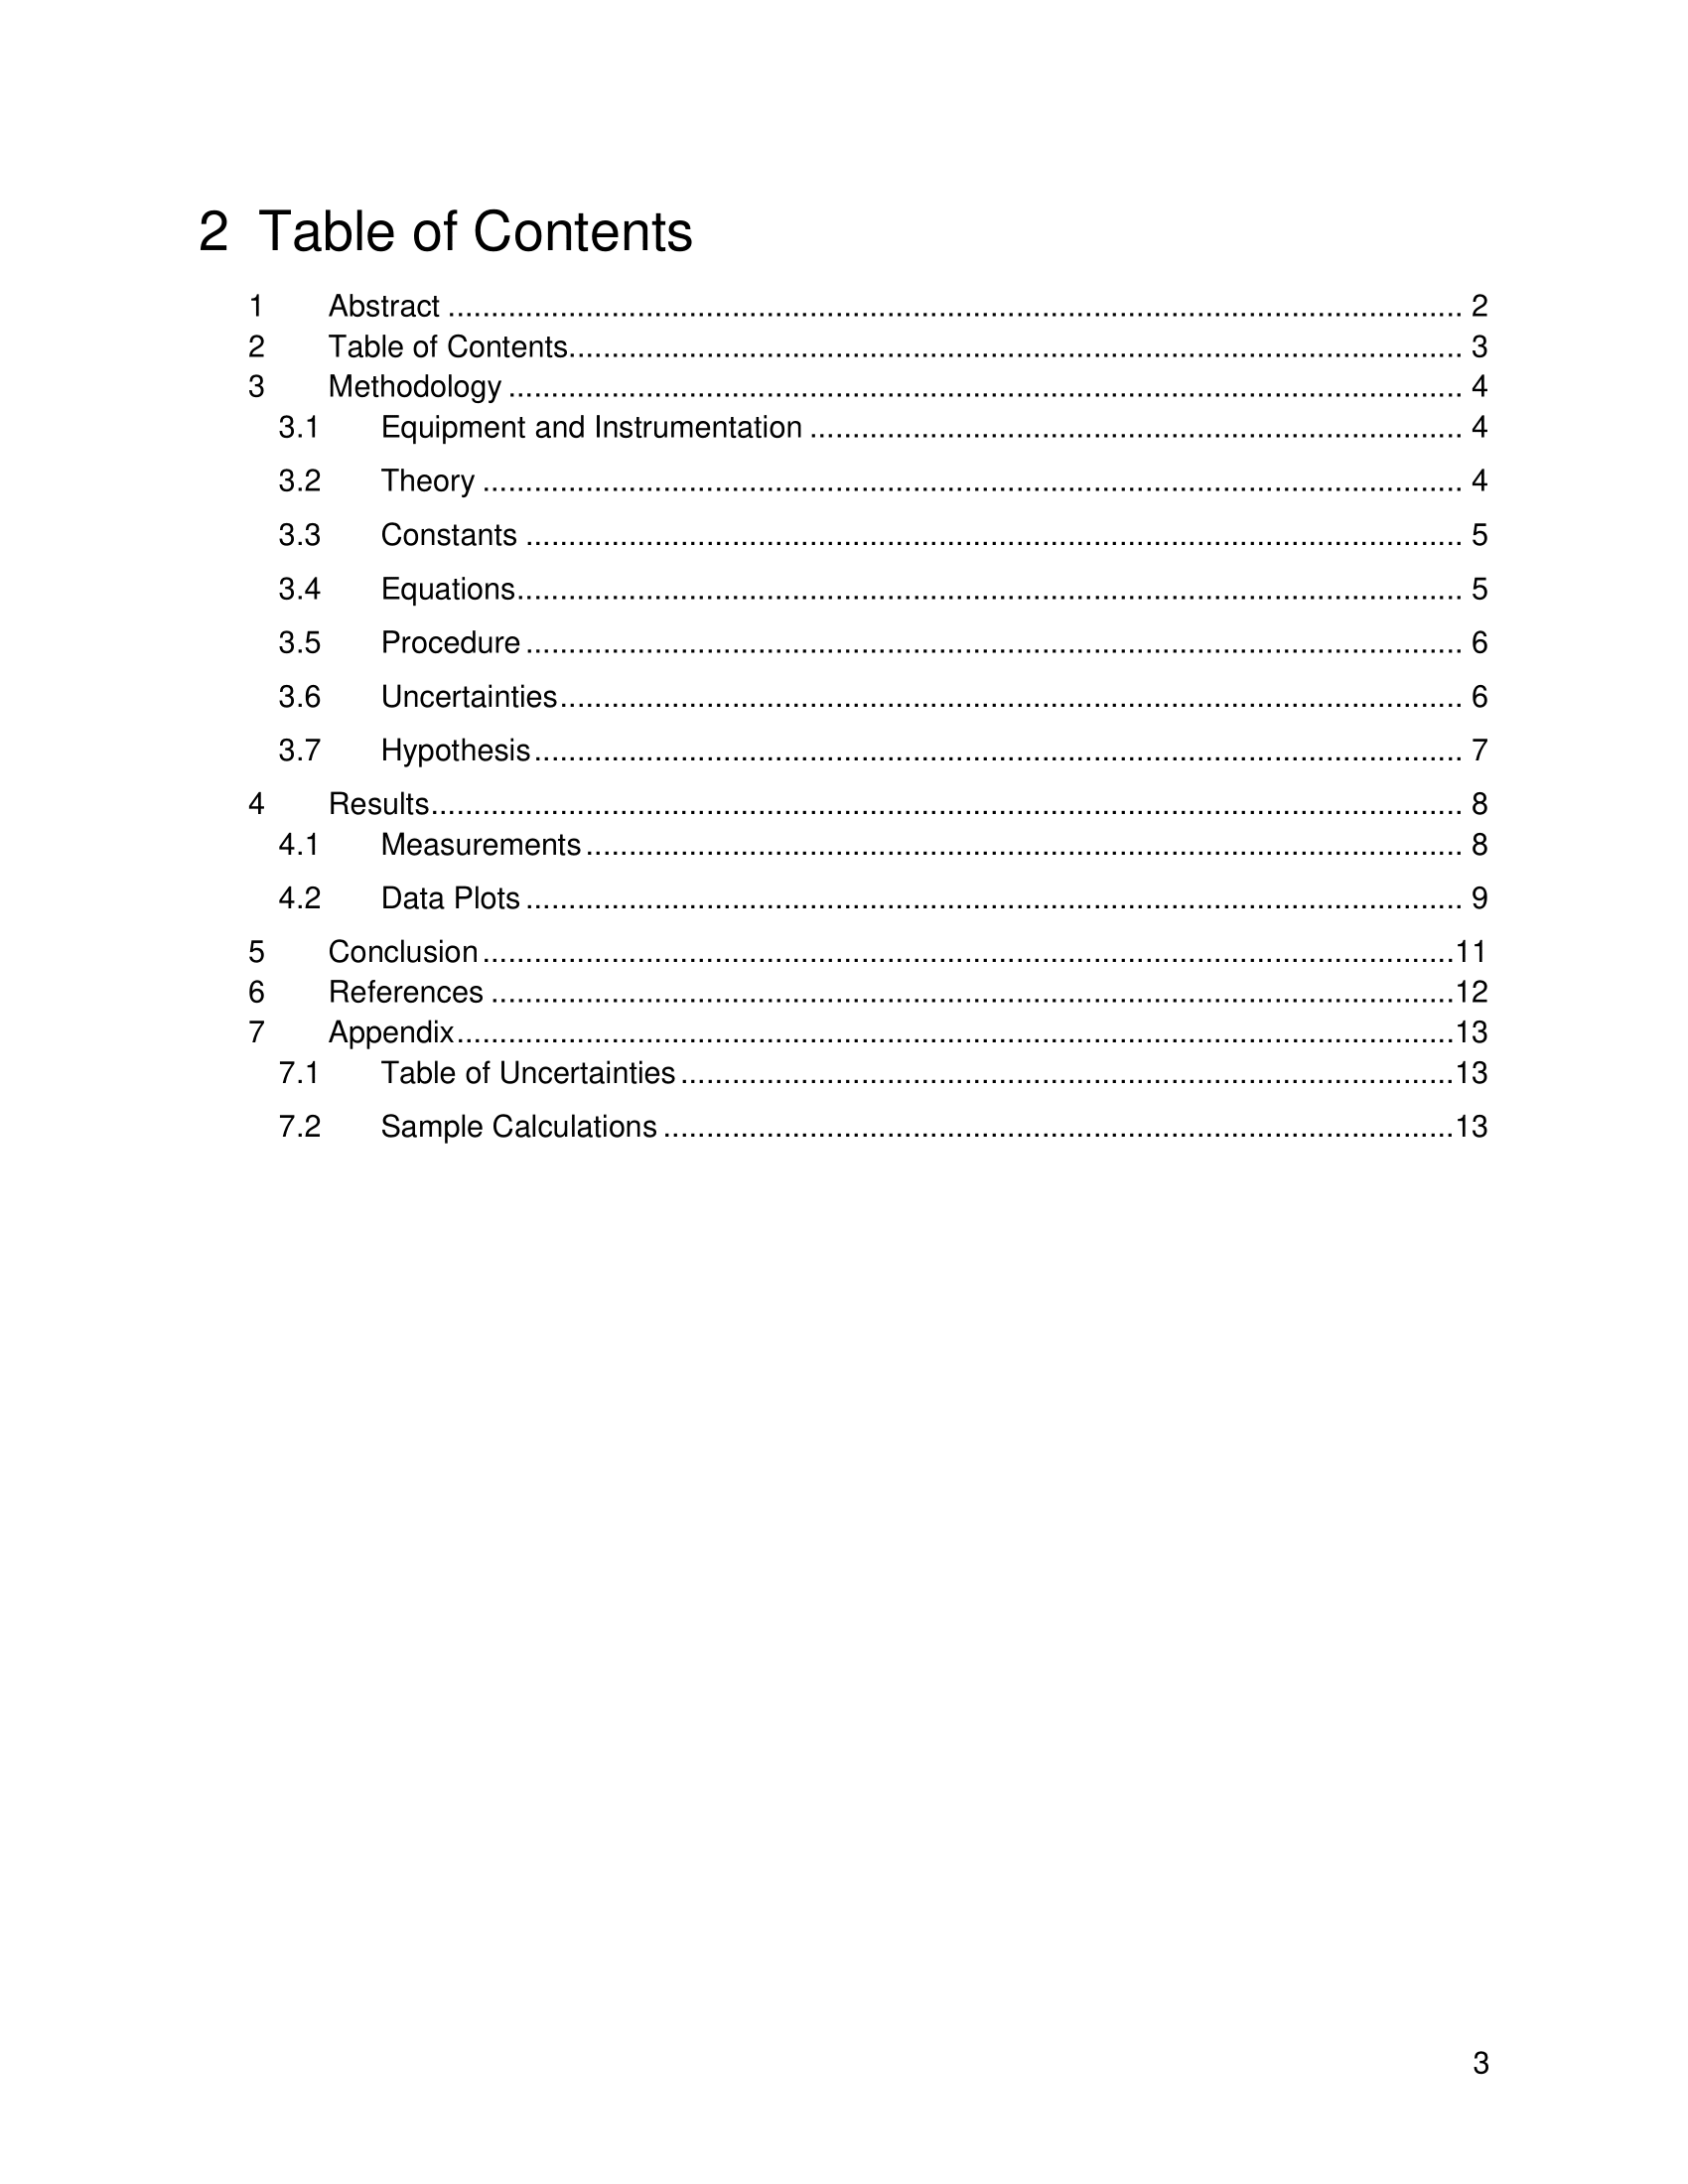 2 Table of Contents
1 Abstract ........................................................................................................................ 2
2 Table of Contents........................................................................................................ 3
3 Methodology ................................................................................................................ 4
3.1 Equipment and Instrumentation ............................................................................ 4
3.2 Theory .................................................................................................................. 4
3.3 Constants ............................................................................................................. 5
3.4 Equations.............................................................................................................. 5
3.5 Procedure ............................................................................................................. 6
3.6 Uncertainties......................................................................................................... 6
3.7 Hypothesis............................................................................................................ 7
4 Results........................................................................................................................ 8
4.1 Measurements ...................................................................................................... 8
4.2 Data Plots ............................................................................................................. 9
5 Conclusion .................................................................................................................11
6 References ................................................................................................................12
7 Appendix....................................................................................................................13
7.1 Table of Uncertainties ..........................................................................................13
7.2 Sample Calculations ............................................................................................13
3